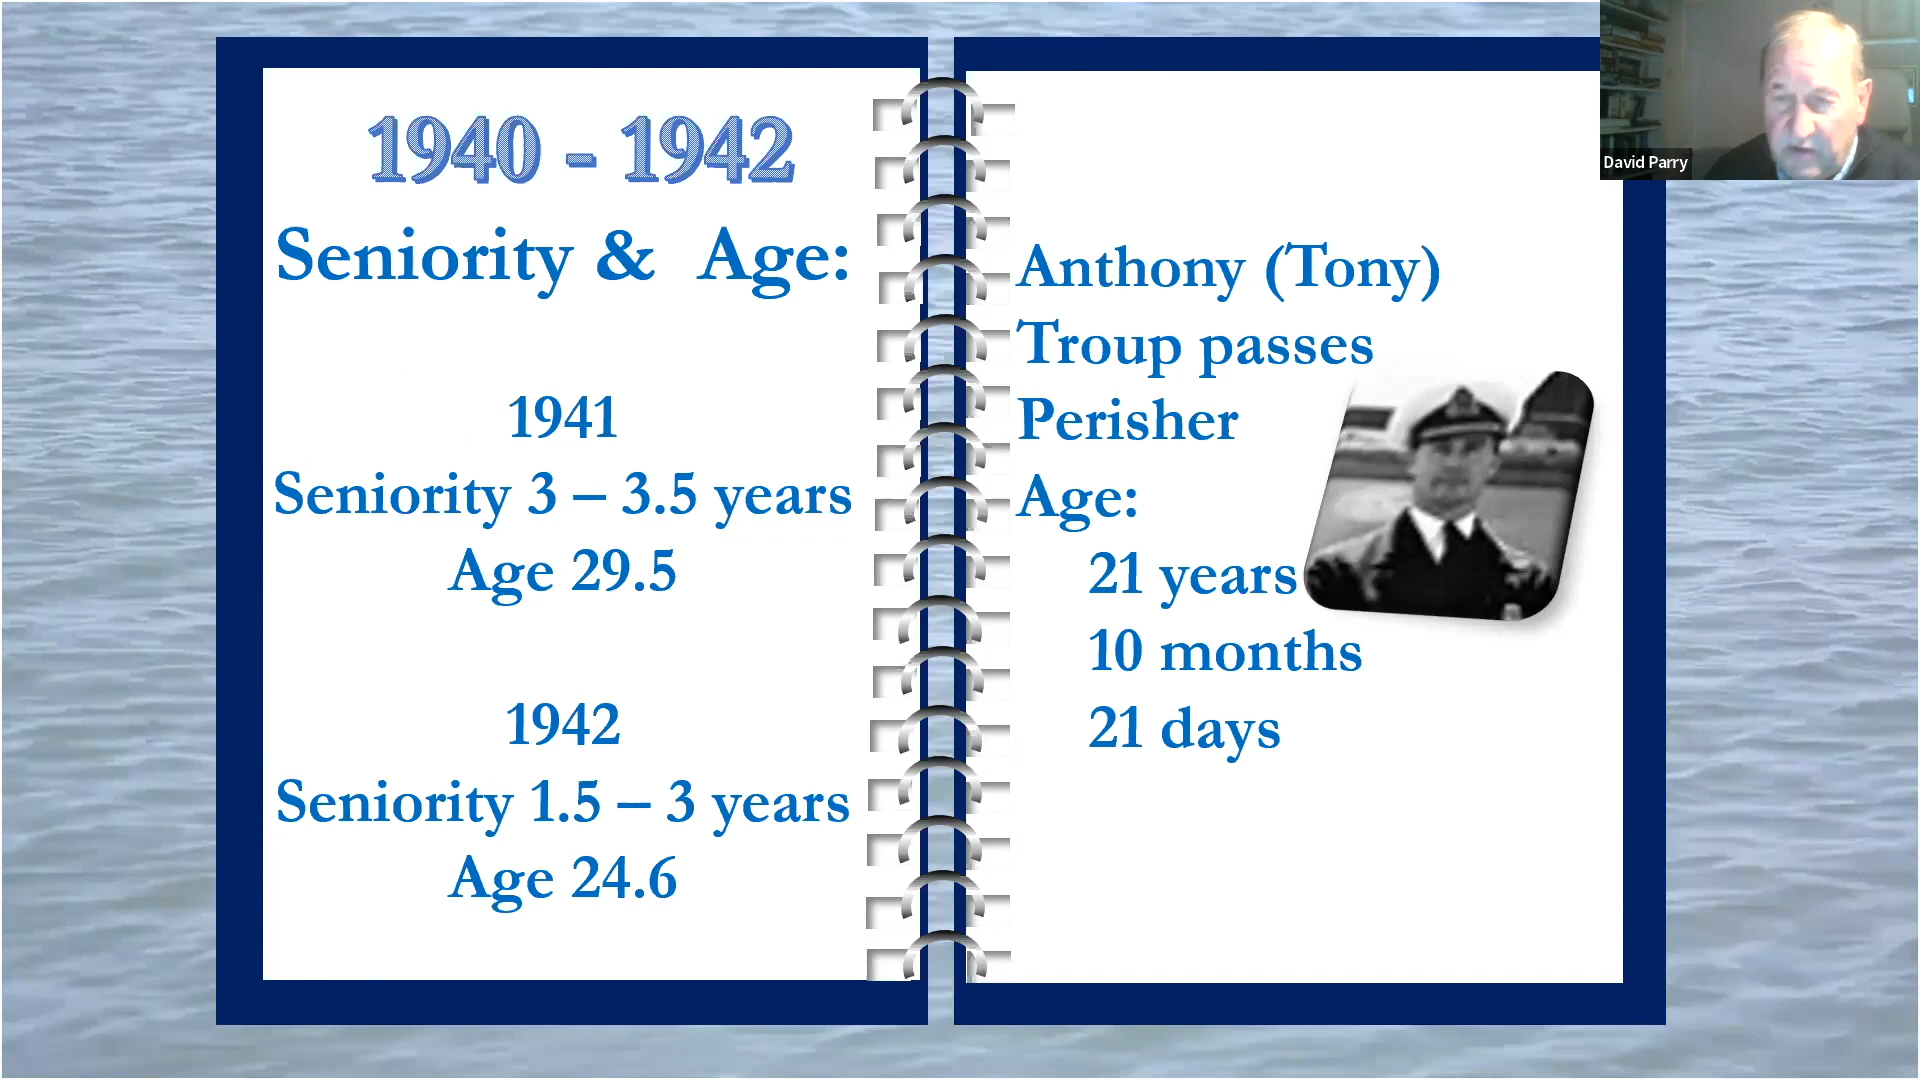 1940 - 1942
Seniority & Age:
1941
Seniority 3 – 3.5 years
Age 29.5
1942
Seniority 1.5 – 3 years
Age 24.6
Anthony (Tony)
Troup passes
Perisher
Age:
21 years
10 months
21 days
David Parry